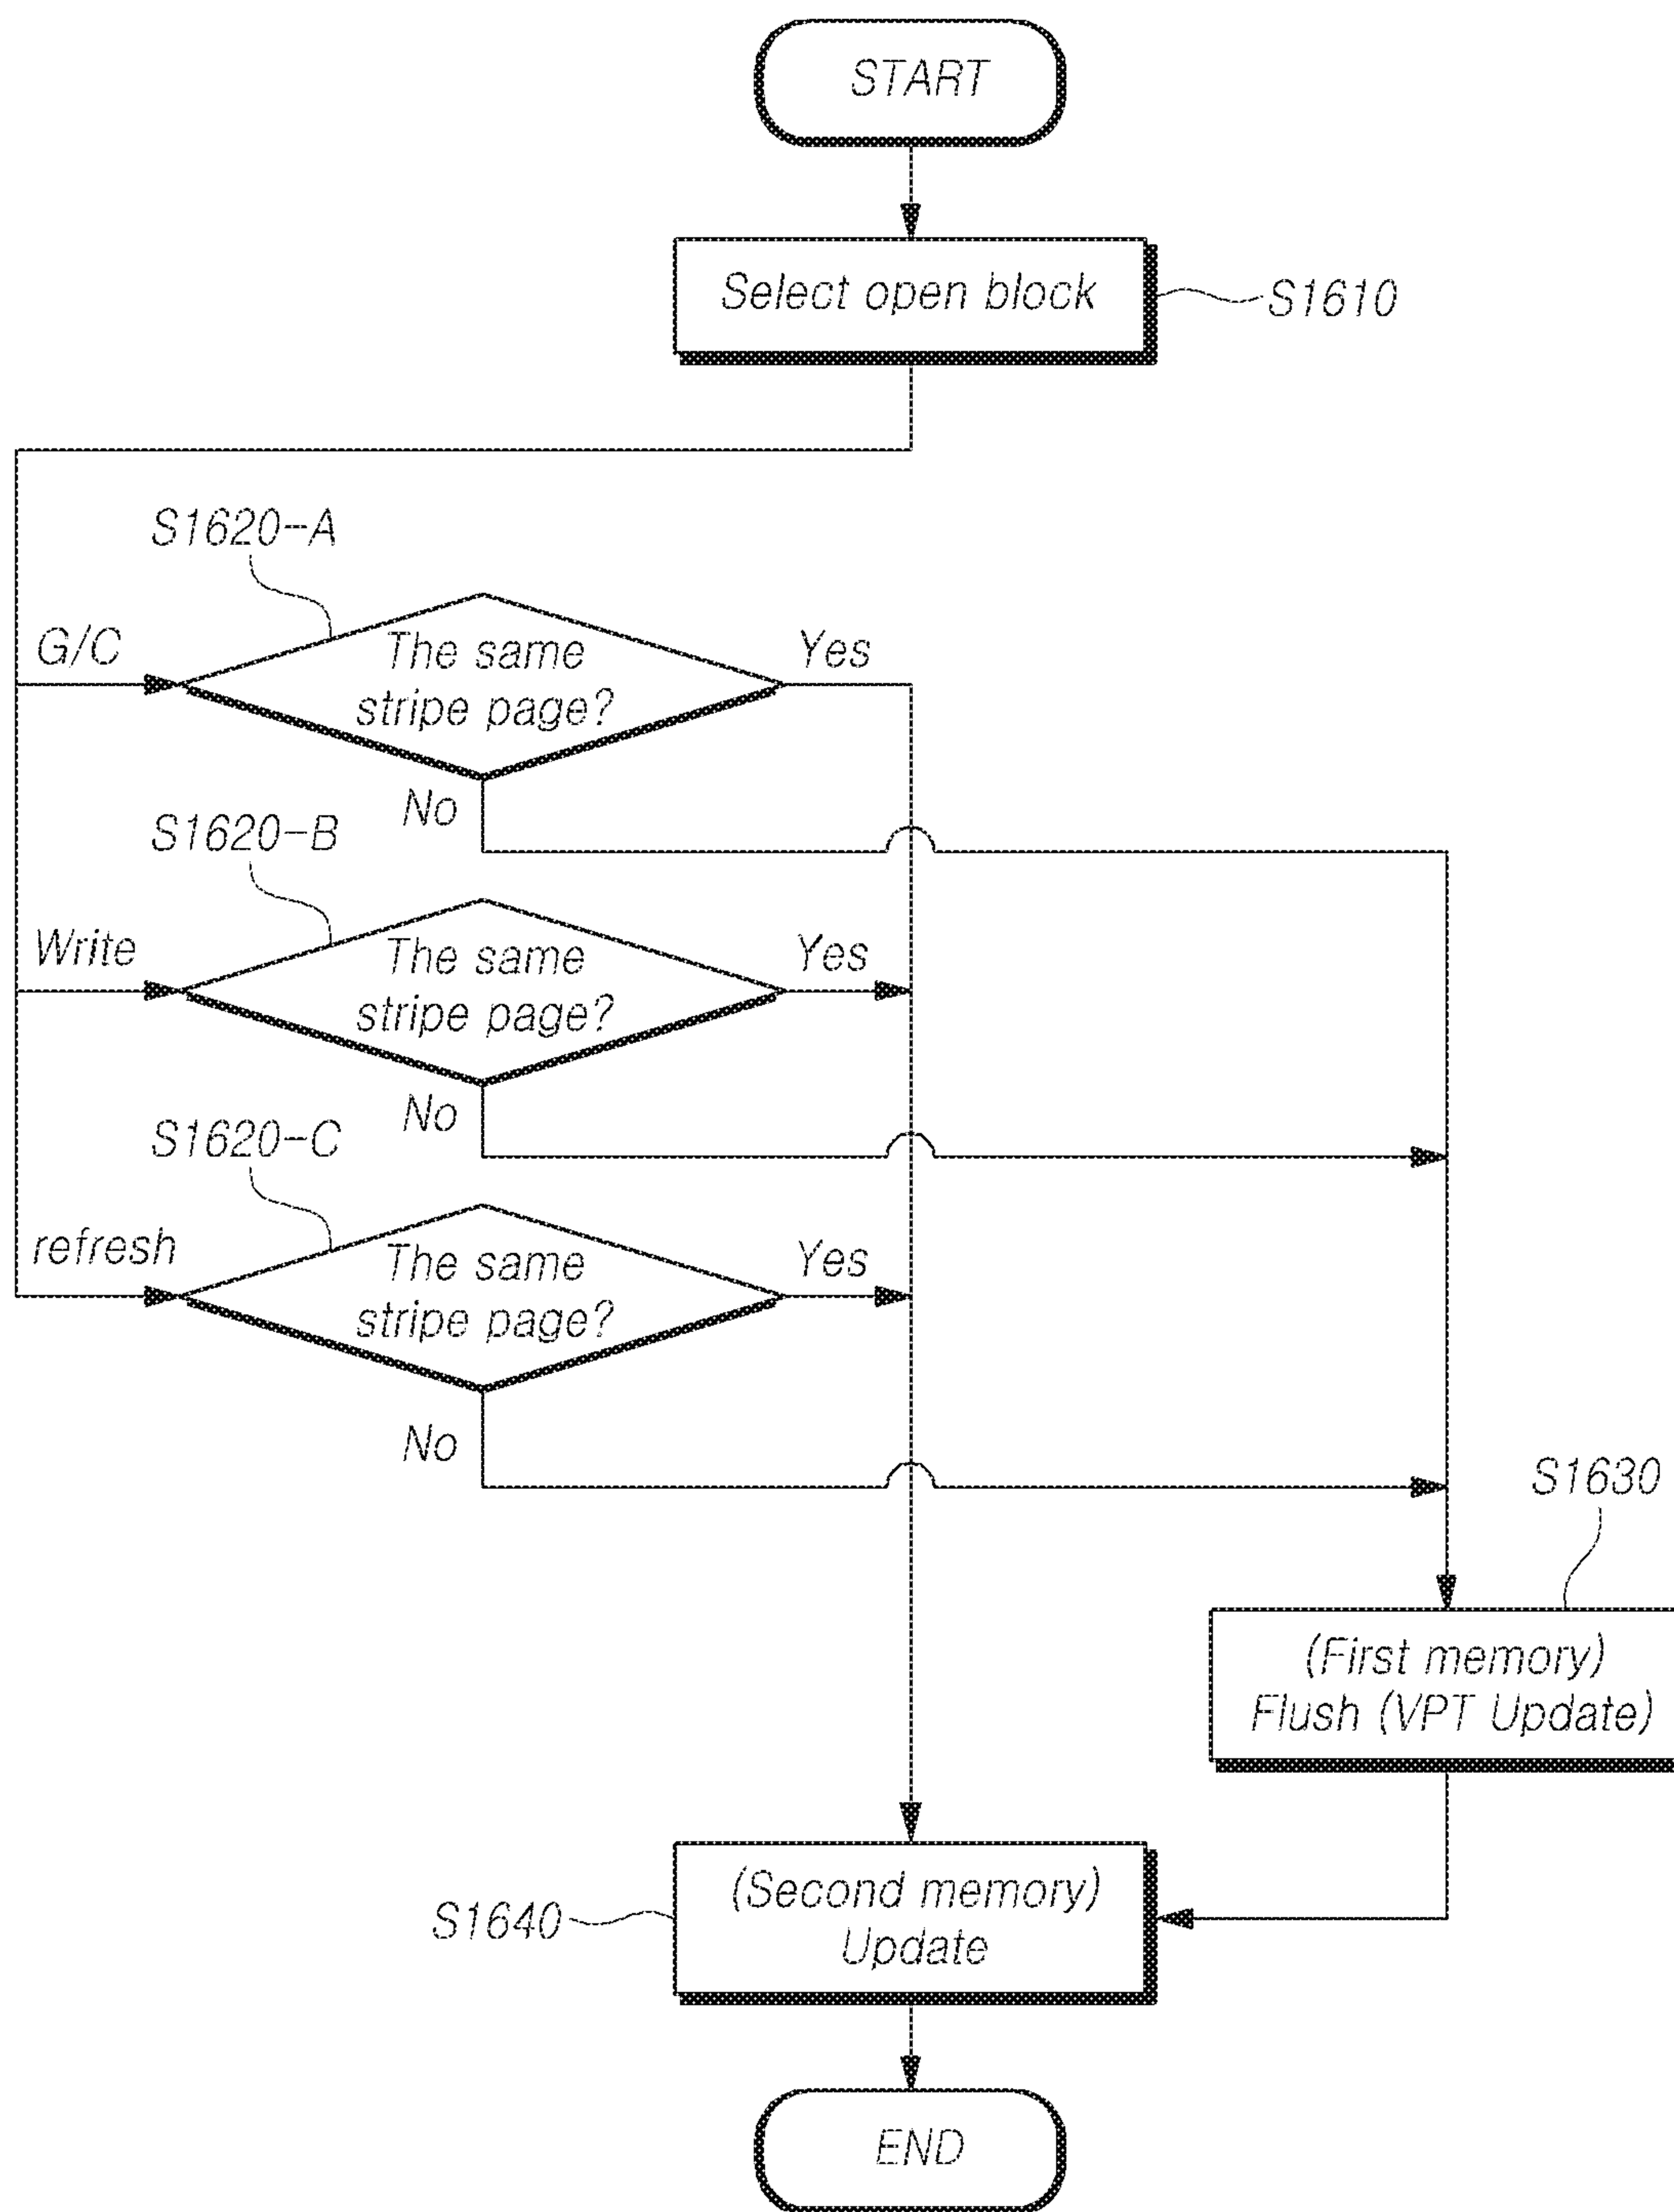 START
Select open block
S1610
S1620-A
G/C
The same
stripe page?
Yes
No
S1620-B
Write
The same
stripe page?
Yes
No
S1620-C
refresh
The same
stripe page?
Yes
No
S1630
(First memory)
Flush (VPT Update)
S1640
(Second memory)
Update
END